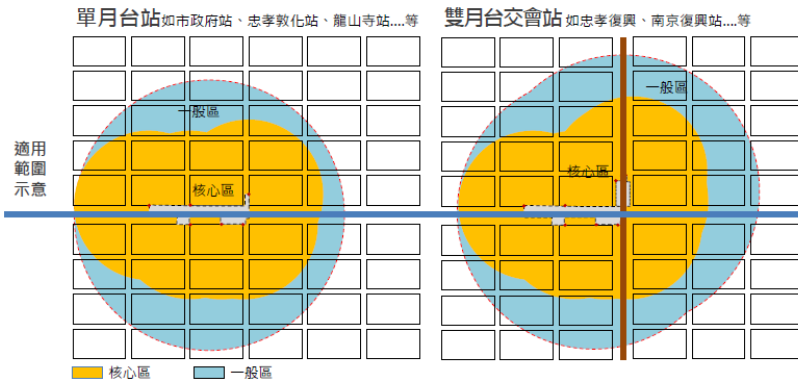 單月台站如市政府站、忠孝敦化站、龍山寺站....等
雙月台交會站 如忠孝復興、南京復興站....等
一般區
一般區
適用
範圍
示意
核心區
核心區
核心區
一般區